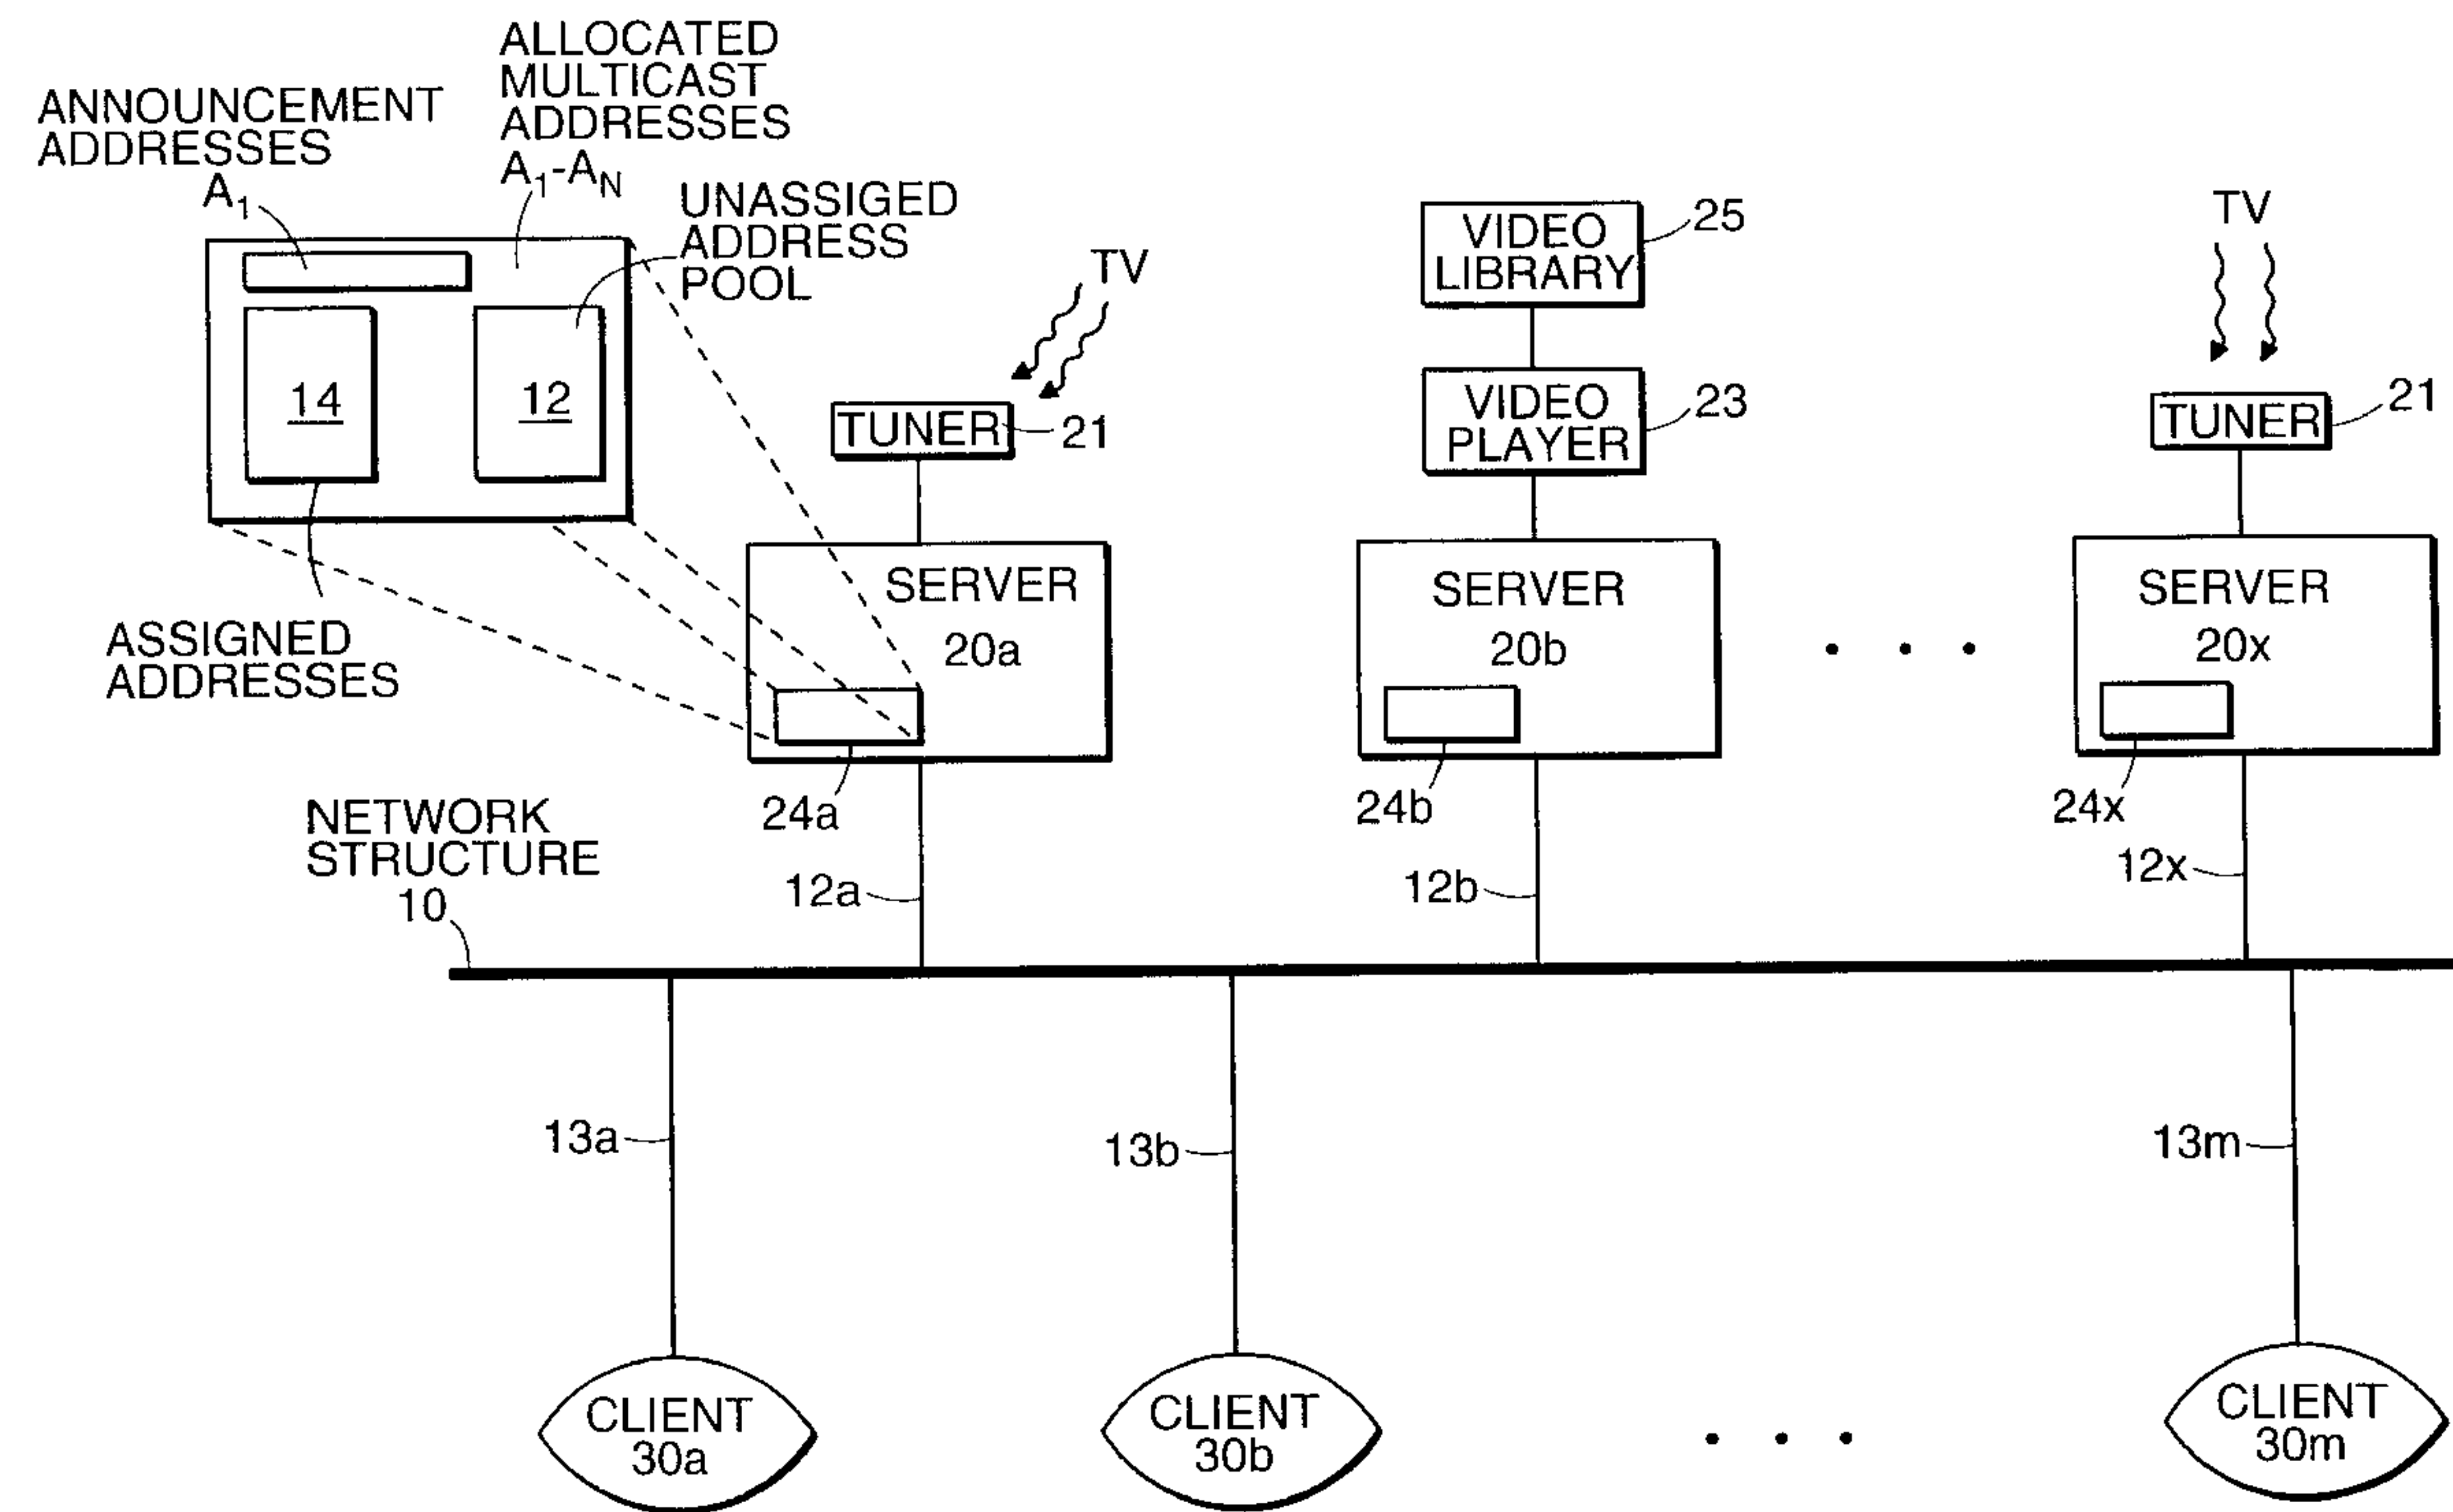 ALLOCATED
MULTICAST
ADDRESSES
A1-AN
ANNOUNCEMENT
ADDRESSES
A1
UNASSIGED
ADDRESS
POOL
TV
VIDEO
LIBRARY
25
TV
14
12
TUNER
21
VIDEO
PLAYER
23
TUNER
21
SERVER
20a
SERVER
20b
SERVER
20x
ASSIGNED
ADDRESSES
24a
24b
24x
NETWORK
STRUCTURE
10
12a
12b
12x
13a
13b
13m
CLIENT
30a
CLIENT
30b
CLIENT
30m